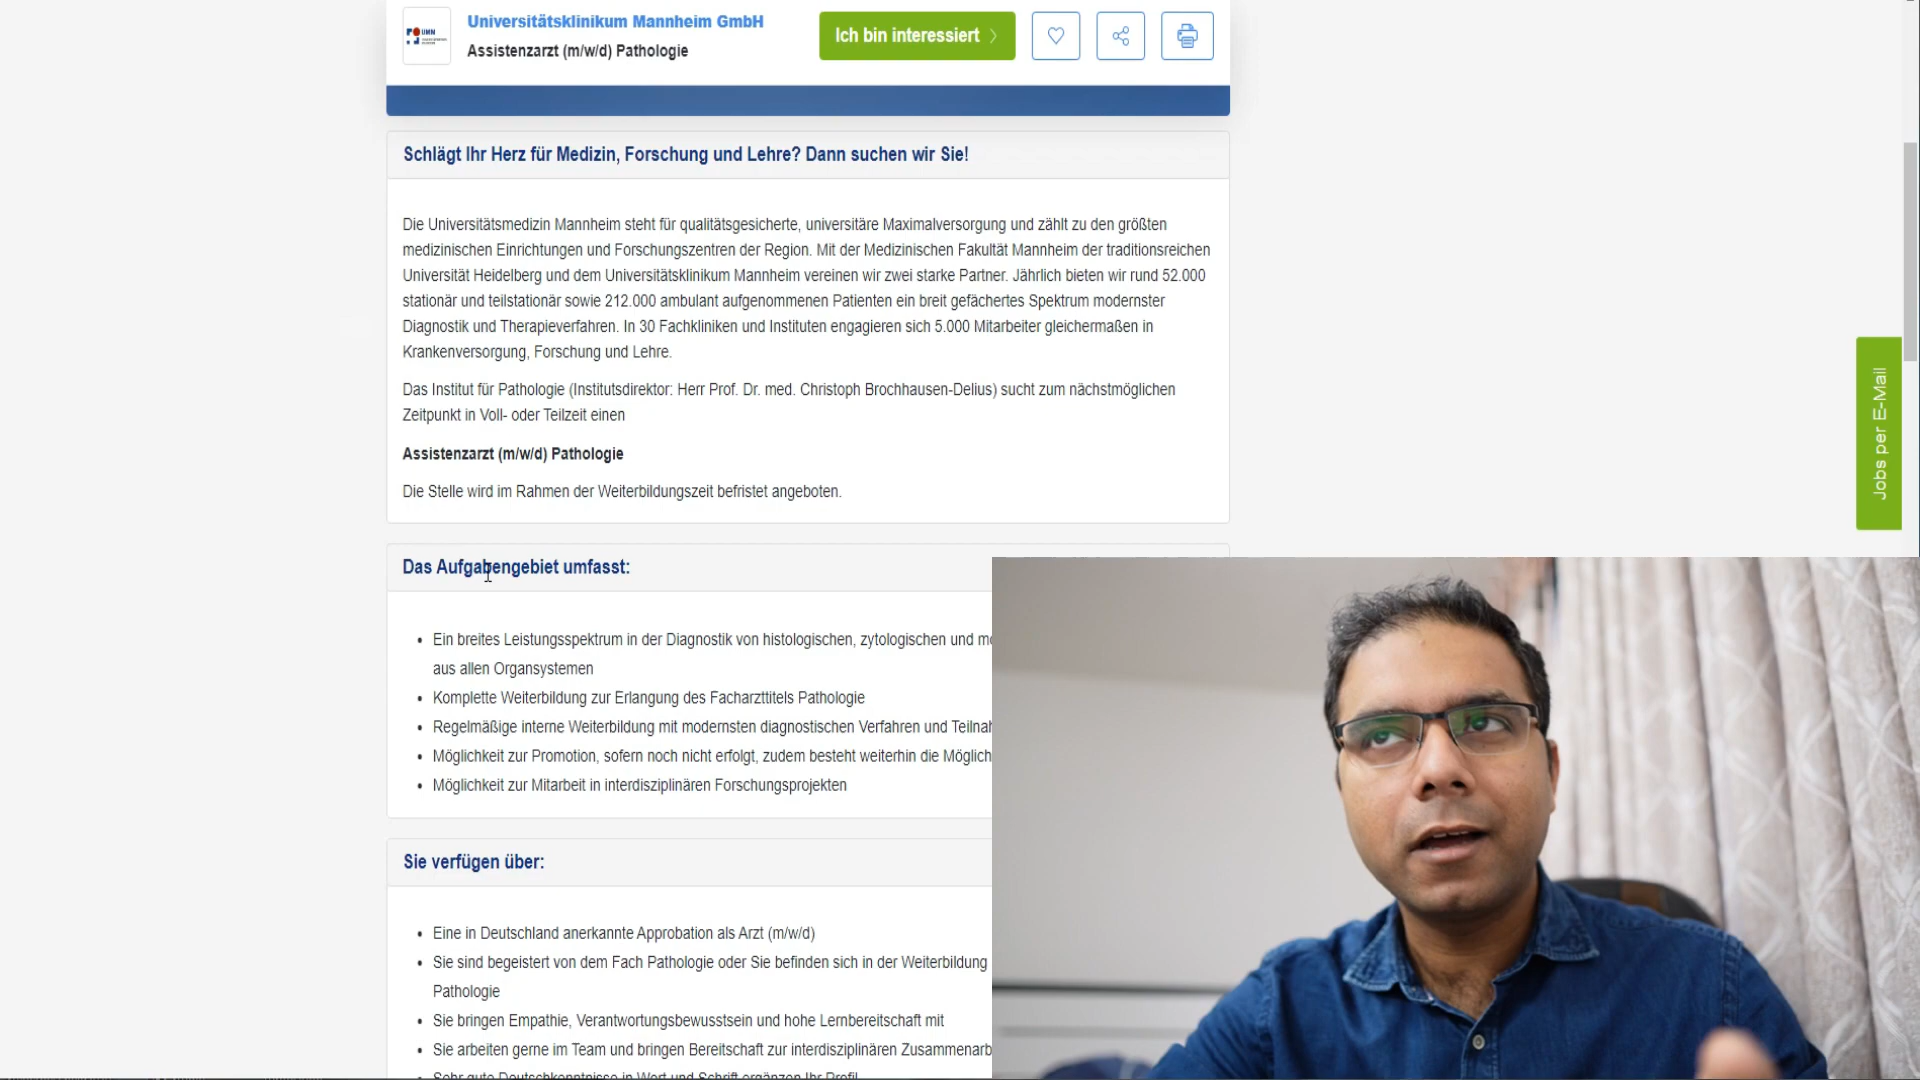 Universitätsklinikum Mannheim GmbH
Assistenzarzt (m/w/d) Pathologie
Ich bin interessiert
UMM
Schlägt Ihr Herz für Medizin, Forschung und Lehre? Dann suchen wir Sie!
Die Universitätsmedizin Mannheim steht für qualitätsgesicherte, universitäre Maximalversorgung und zählt zu den größten
medizinischen Einrichtungen und Forschungszentren der Region. Mit der Medizinischen Fakultät Mannheim der traditionsreichen
Universität Heidelberg und dem Universitätsklinikum Mannheim vereinen wir zwei starke Partner. Jährlich bieten wir rund 52.000
stationär und teilstationär sowie 212.000 ambulant aufgenommenen Patienten ein breit gefächertes Spektrum modernster
Diagnostik und Therapieverfahren. In 30 Fachkliniken und Instituten engagieren sich 5.000 Mitarbeiter gleichermaßen in
Krankenversorgung, Forschung und Lehre.
Das Institut für Pathologie (Institutsdirektor: Herr Prof. Dr. med. Christoph Brochhausen-Delius) sucht zum nächstmöglichen
Zeitpunkt in Voll- oder Teilzeit einen
Assistenzarzt (m/w/d) Pathologie
Die Stelle wird im Rahmen der Weiterbildungszeit befristet angeboten.
Jobs per E-Mail
Das Aufgabengebiet umfasst:
Ein breites Leistungsspektrum in der Diagnostik von histologischen, zytologischen und
aus allen Organsystemen
Komplette Weiterbildung zur Erlangung des Facharzttitels Pathologie
Regelmäßige interne Weiterbildung mit modernsten diagnostischen Verfahren und
Möglichkeit zur Promotion, sofern noch nicht erfolgt, zudem besteht weiterhin die
Möglichkeit zur Mitarbeit in interdisziplinären Forschungsprojekten
Sie verfügen über:
Eine in Deutschland anerkannte Approbation als Arzt (m/w/d)
Sie sind begeistert von dem Fach Pathologie oder Sie befinden sich in der Weiterbildung
Pathologie
Sie bringen Empathie, Verantwortungsbewusstsein und hohe Lernbereitschaft mit
Sie arbeiten gerne im Team und bringen Bereitschaft zur interdisziplinären
Sehr gute Deutschkenntnisse in Wort und Schrift ergänzen Ihr Profil